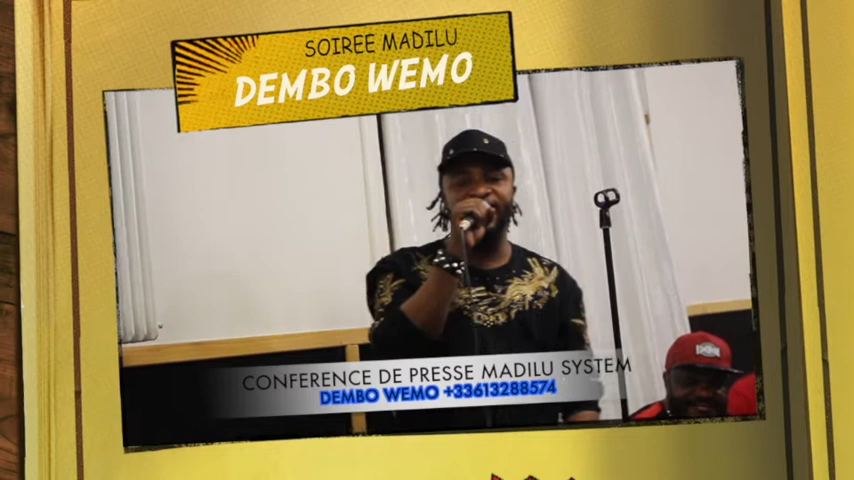 SOIREE MADILU
DEMBO WEMO
CONFERENCE DE PRESSE MADILU SYSTEM
DEMBO WEMO +33613288574